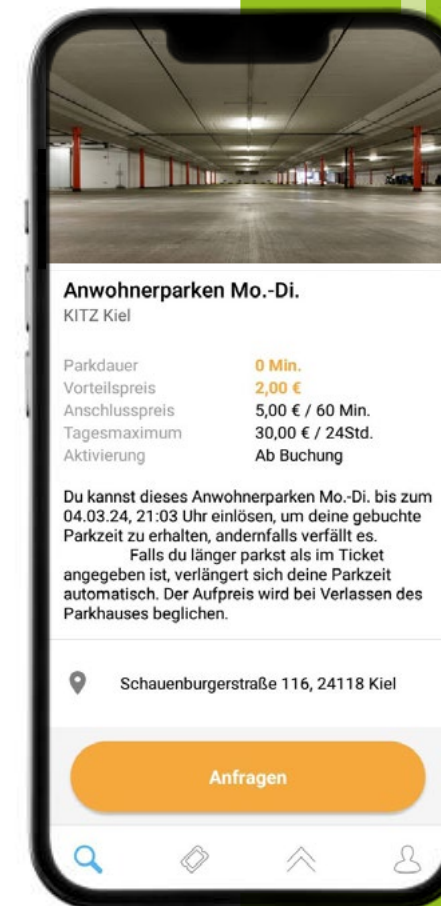 Anwohnerparken Mo.-Di.
KITZ Kiel
Parkdauer 0 Min.
Vorteilspreis 2,00 €
Anschlusspreis 5,00 € / 60 Min.
Tagesmaximum 30,00 € / 24Std.
Aktivierung Ab Buchung
Du kannst dieses Anwohnerparken Mo.-Di. bis zum
04.03.24, 21:03 Uhr einlösen, um deine gebuchte
Parkzeit zu erhalten, andernfalls verfällt es.
Falls du länger parkst als im Ticket
angegeben ist, verlängert sich deine Parkzeit
automatisch. Der Aufpreis wird bei Verlassen des
Parkhauses beglichen.
Schauenburgerstraße 116, 24118 Kiel
Anfragen